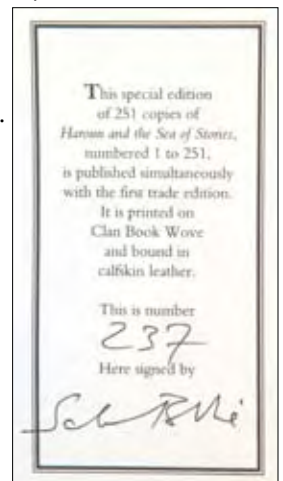 This special edition
of 251 copies of
Haroun and the Sea of Stories,
numbered 1 to 251,
is published simultaneously
with the first trade edition.
It is printed on
Clan Book Wove
and bound in
calfskin leather.
This is number
237
Here signed by